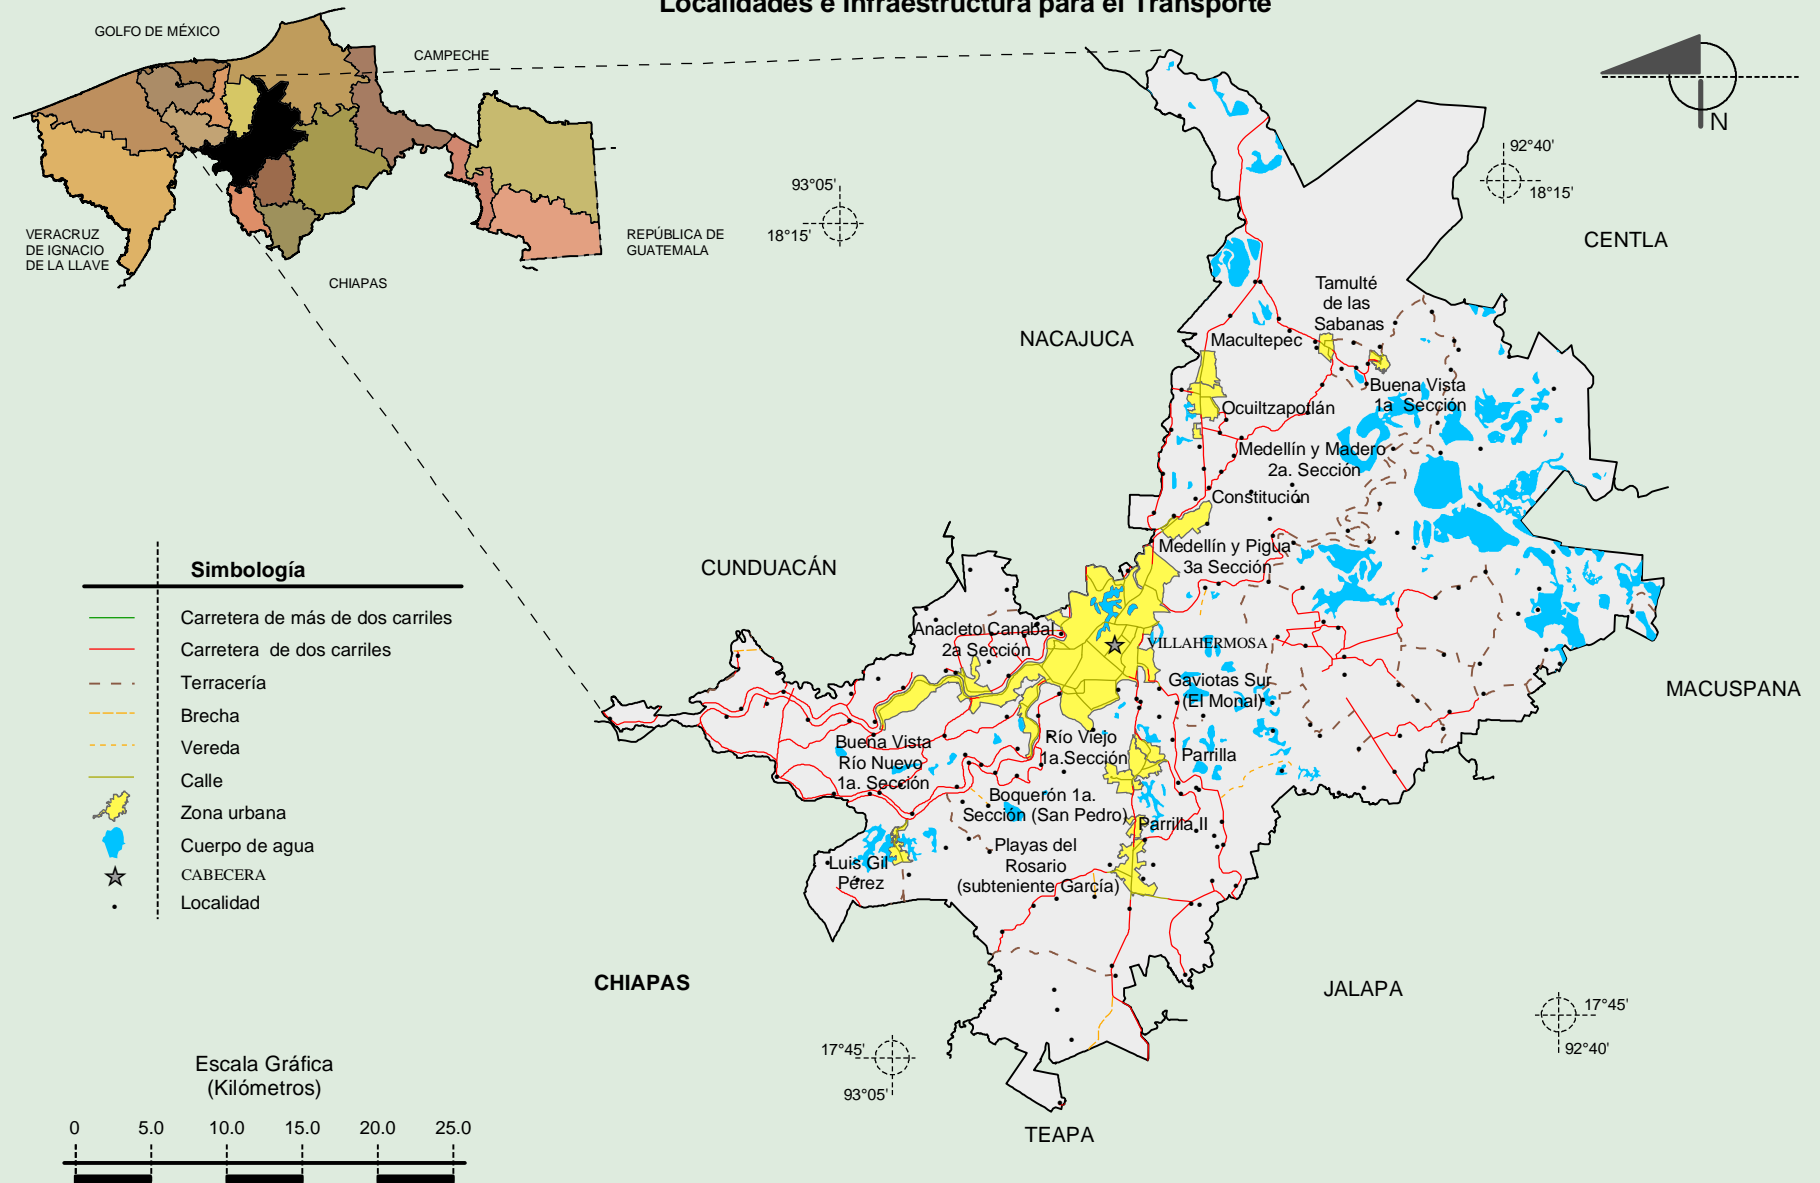 Localidades e Infraestructura para el Transporte
GOLFO DE MÉXICO
CAMPECHE
VERACRUZ
DE IGNACIO
DE LA LLAVE
CHIAPAS
REPÚBLICA DE
GUATEMALA
N
93°05'
18°15'
92°40'
18°15'
CENTLA
NACAJUCA
CUNDUACÁN
MACUSPANA
Tamulté
de las
Sabanas
Macultepec
Buena Vista
1a Sección
Ocuiltzapotlán
Medellín y Madero
2a. Sección
Constitución
Medellín y Pigua
3a Sección
Anacleto Canabal
2a Sección
VILLAHERMOSA
Gaviotas Sur
(El Monal)
Buena Vista
Río Nuevo
1a. Sección
Río Viejo
1a.Sección
Parrilla
Boquerón 1a.
Sección (San Pedro)
Parrilla II
Playas del
Rosario
(subteniente García)
Luis Gil
Pérez
CHIAPAS
JALAPA
TEAPA
17°45'
93°05'
17°45'
92°40'
Simbología
Carretera de más de dos carriles
Carretera de dos carriles
Terracería
Brecha
Vereda
Calle
Zona urbana
Cuerpo de agua
CABECERA
Localidad
Escala Gráfica
(Kilómetros)
0 5.0 10.0 15.0 20.0 25.0